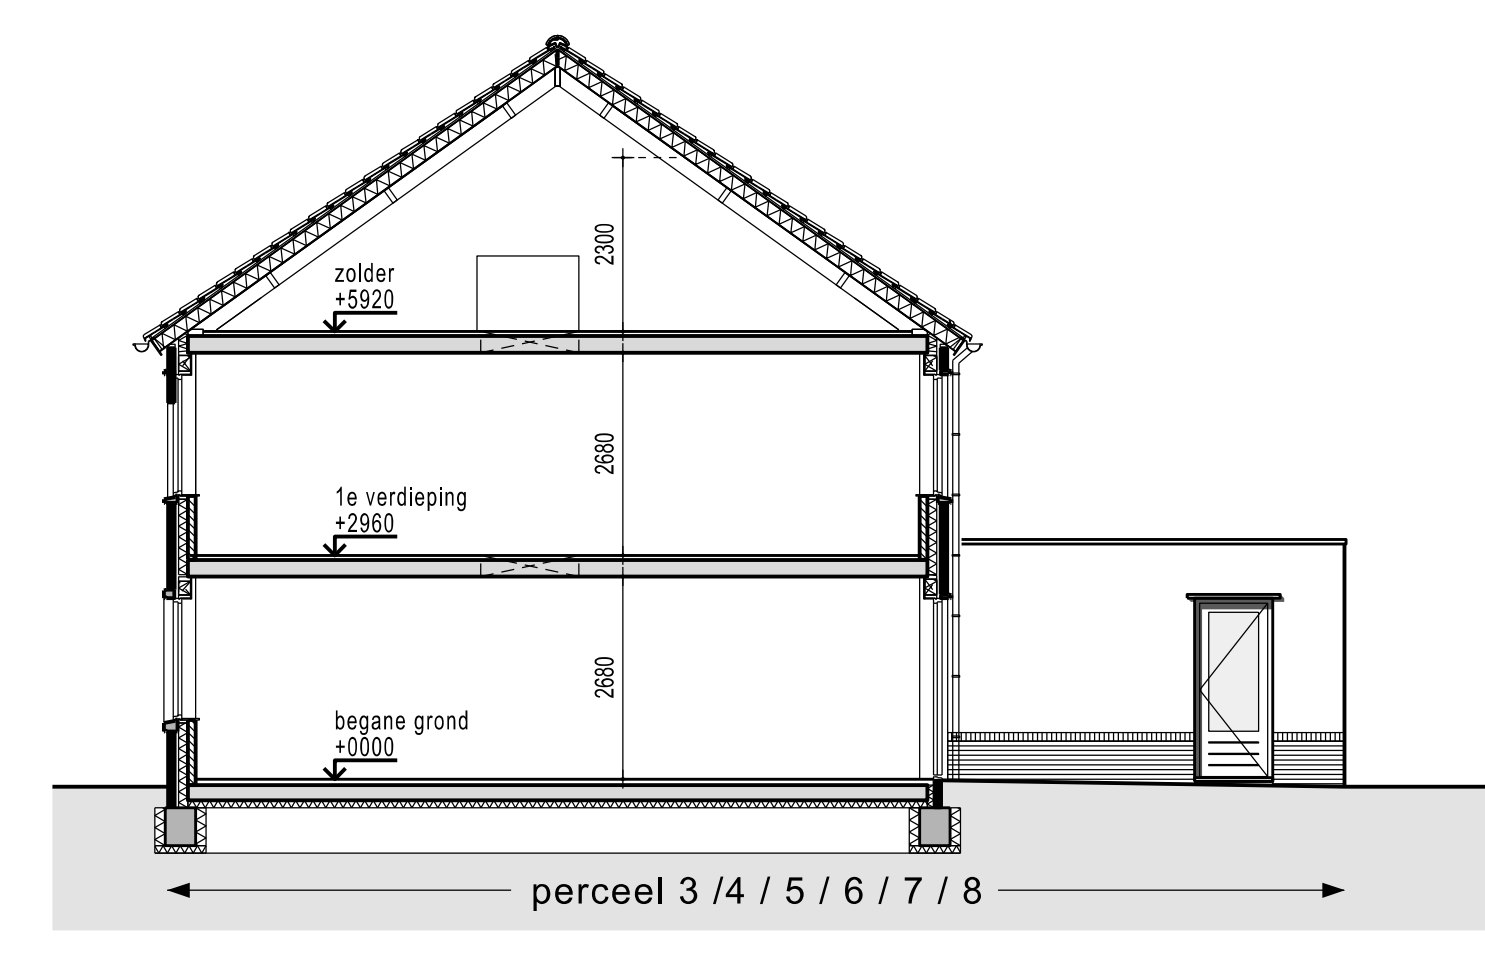 2300
zolder
+5920
2680
1e verdieping
+2960
2680
begane grond
+0000
perceel 3 /4 / 5 / 6 / 7 / 8